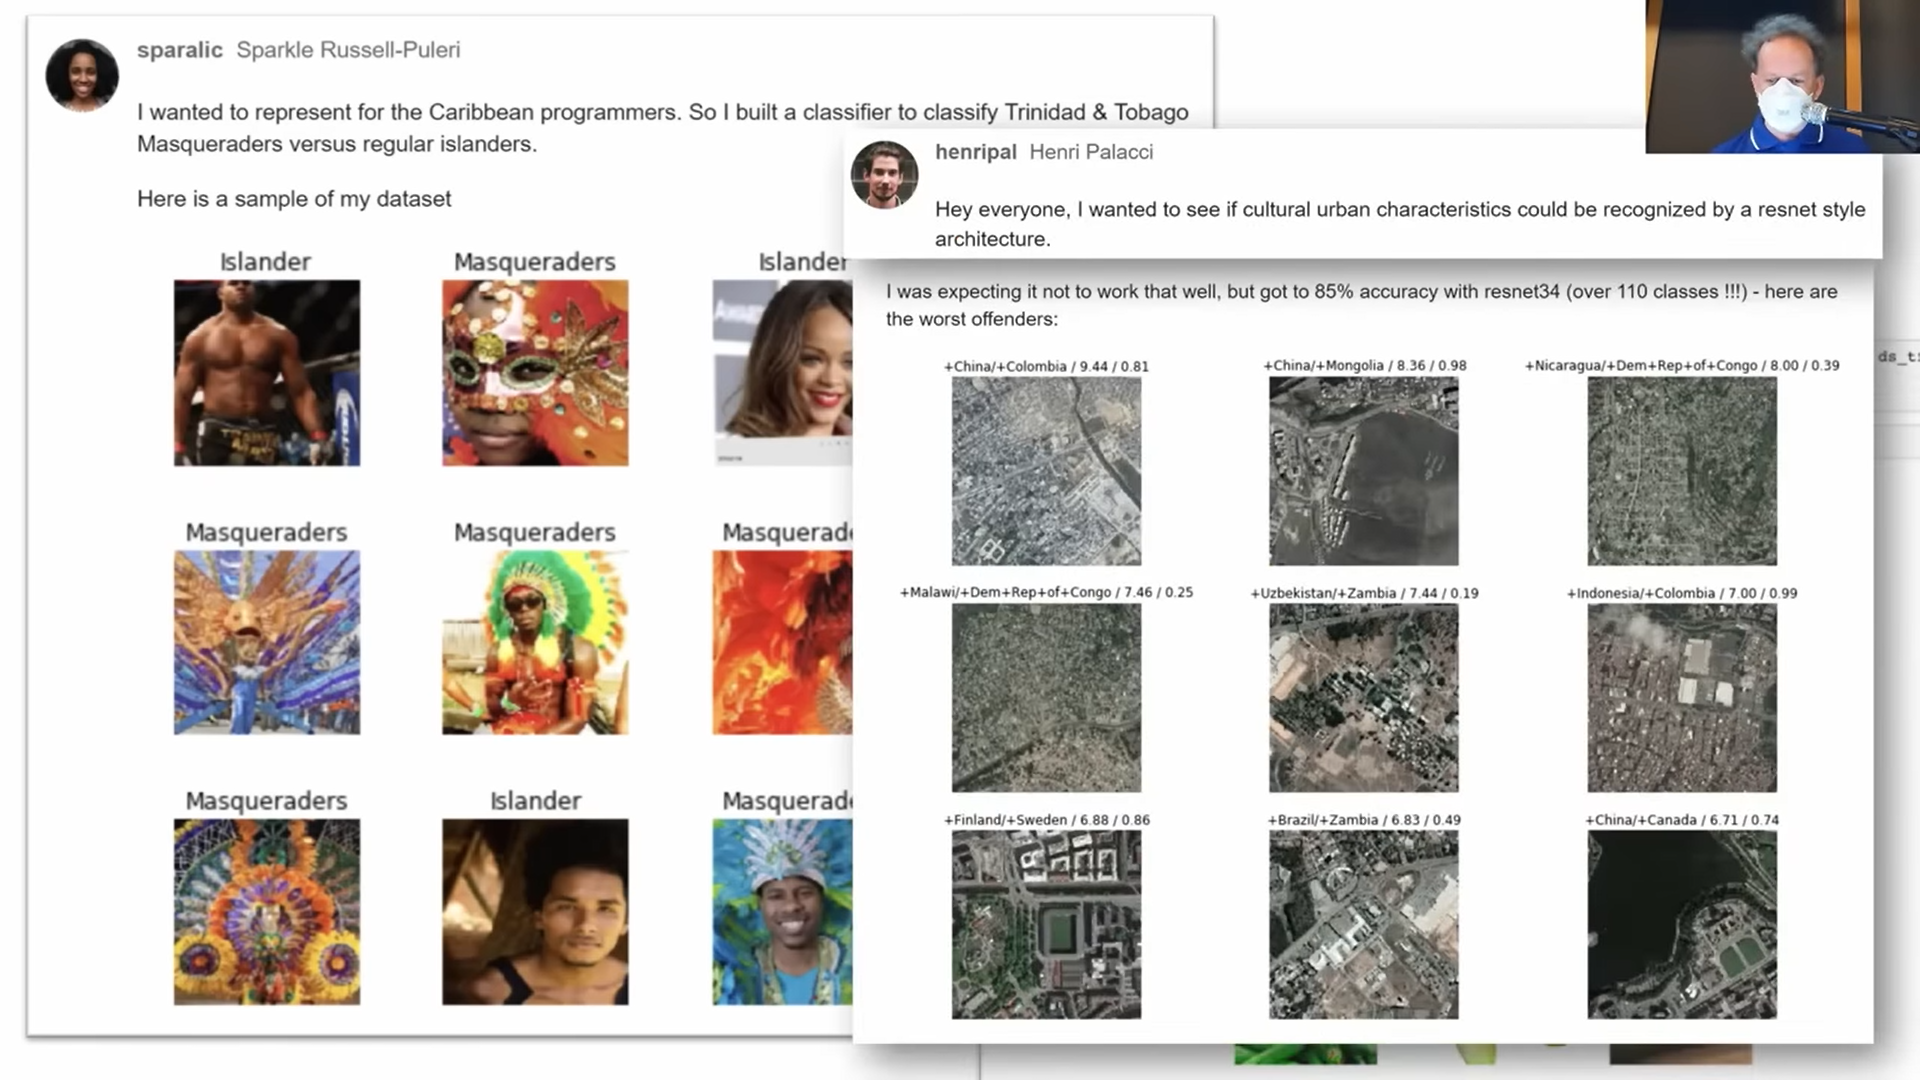 sparalic Sparkle Russell-Puleri
I wanted to represent for the Caribbean programmers. So I built a classifier to classify Trinidad & Tobago
Masqueraders versus regular islanders.
Here is a sample of my dataset
Islander
Masqueraders
Islander
Masqueraders
Masqueraders
Masquerad
Masqueraders
Islander
Masquerad
henripal Henri Palacci
Hey everyone, I wanted to see if cultural urban characteristics could be recognized by a resnet style
architecture.
I was expecting it not to work that well, but got to 85% accuracy with resnet34 (over 110 classes !!!) - here are
the worst offenders:
+China/+Colombia / 9.44 / 0.81
+China/+Mongolia / 8.36 / 0.98
+Nicaragua/+Dem+Rep+of+Congo / 8.00 / 0.39
+Malawi/+Dem+Rep+of+Congo / 7.46 / 0.25
+Uzbekistan/+Zambia / 7.44 / 0.19
+Indonesia/+Colombia / 7.00 / 0.99
+Finland/+Sweden / 6.88 / 0.86
+Brazil/+Zambia / 6.83 / 0.49
+China/+Canada / 6.71 / 0.74